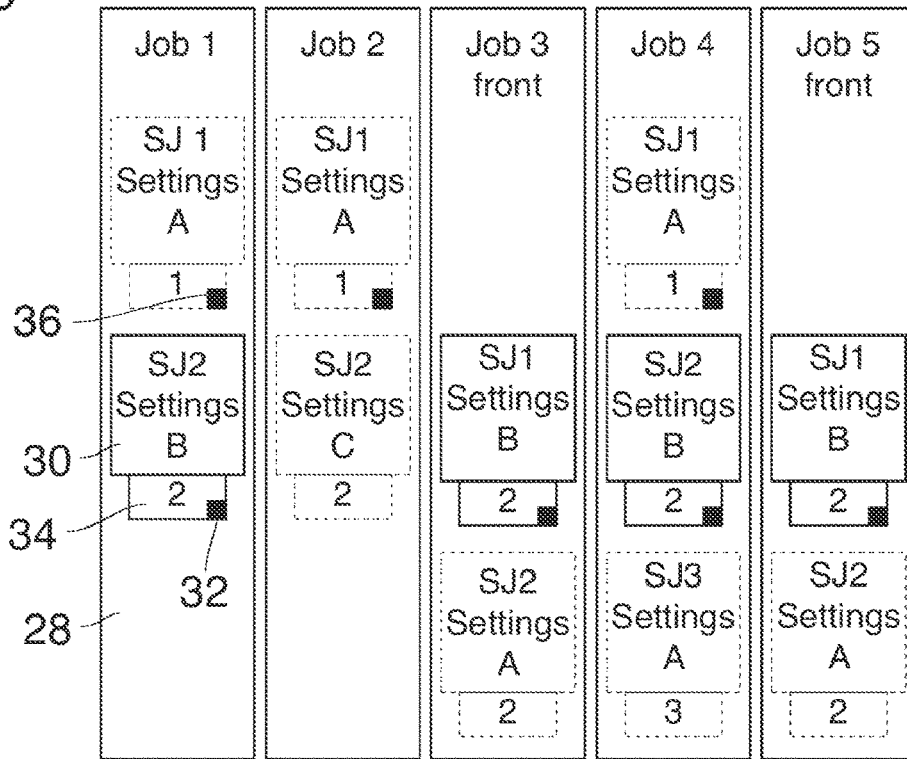 Job 1
SJ 1
Settings
A
1
36
SJ2
Settings
B
30
2
34
32
28
Job 2
SJ1
Settings
A
1
SJ2
Settings
C
2
Job 3
front
SJ1
Settings
B
2
SJ2
Settings
A
2
Job 4
SJ1
Settings
A
1
SJ2
Settings
B
2
SJ3
Settings
A
3
Job 5
front
SJ1
Settings
B
2
SJ2
Settings
A
2